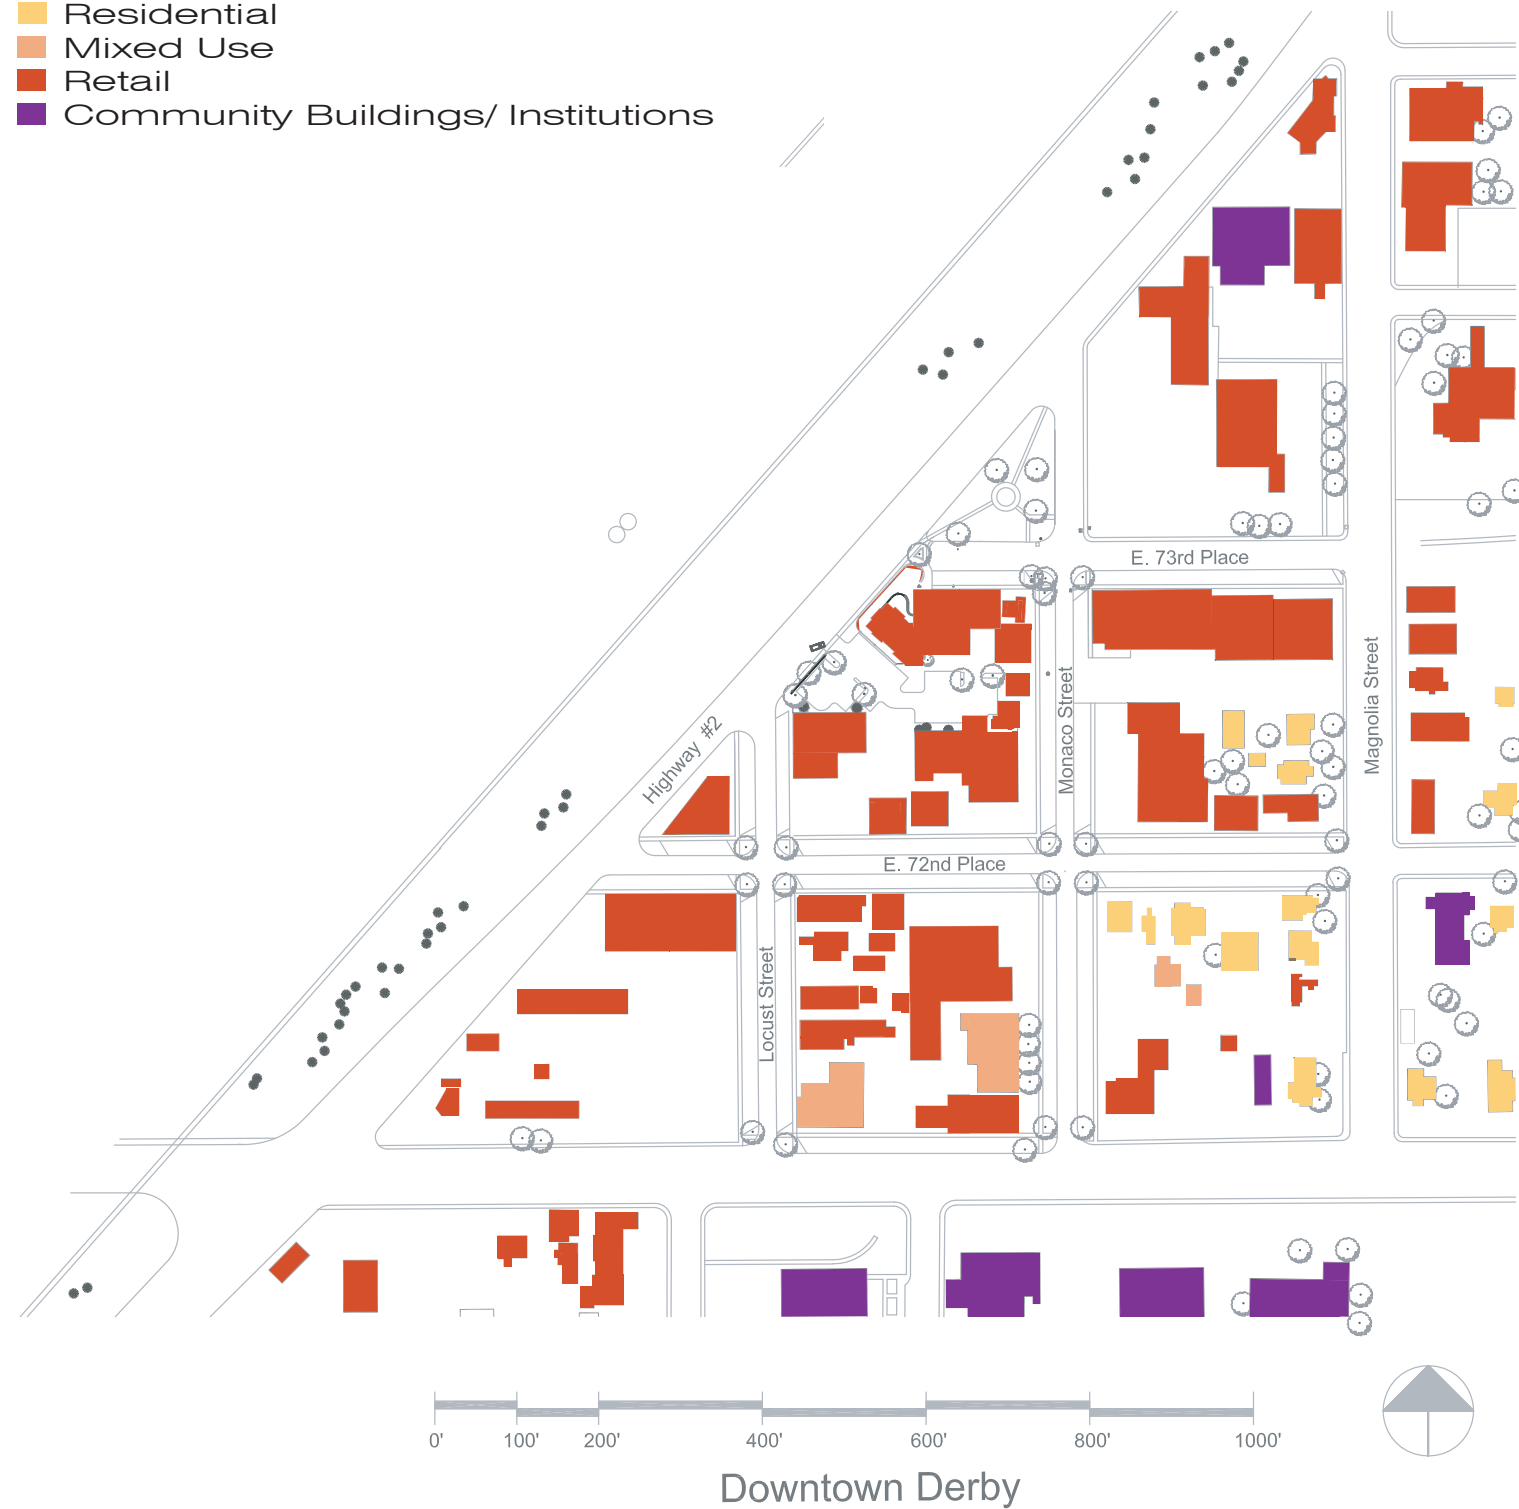 Residential
Mixed Use
Retail
Community Buildings/ Institutions
E. 73rd Place
Magnolia Street
Monaco Street
Highway #2
E. 72nd Place
Locust Street
0' 100' 200' 400' 600' 800' 1000'
Downtown Derby